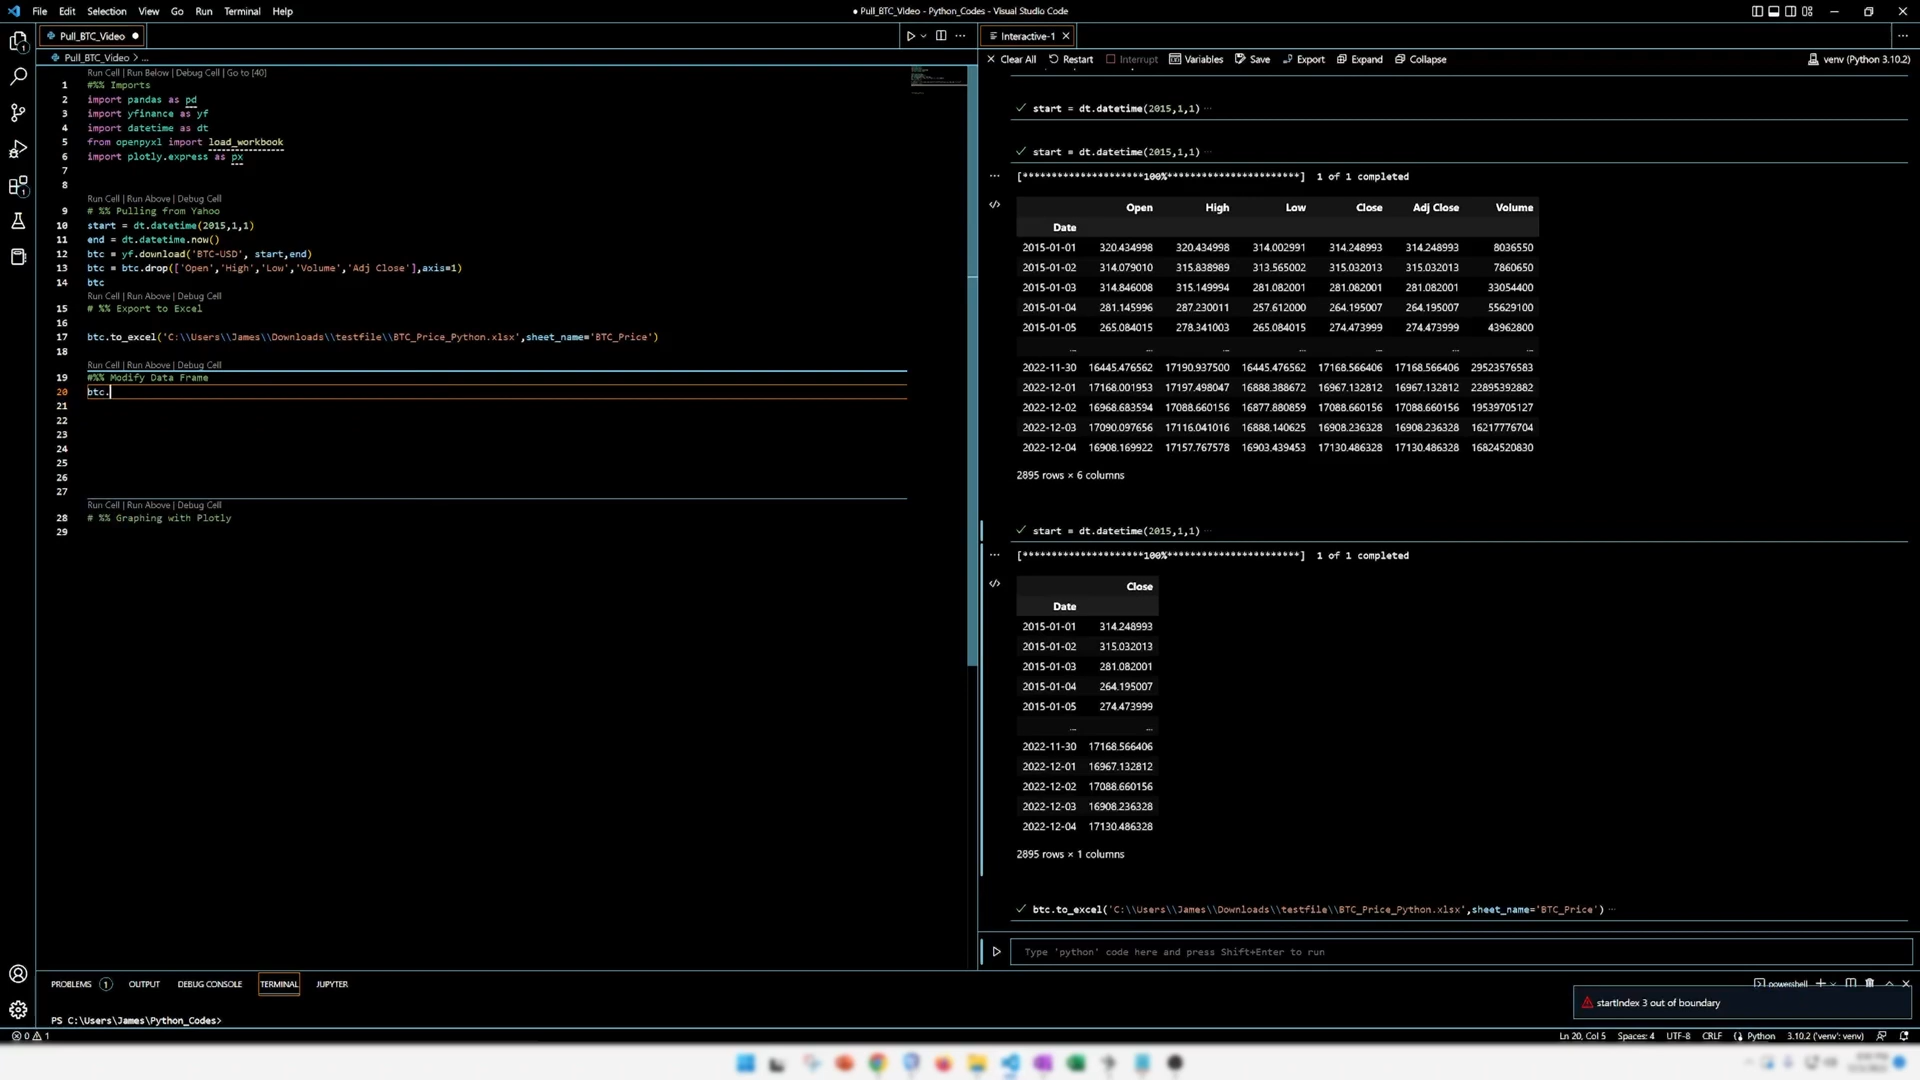 File Edit Selection View Go Run Terminal Help
● Pull_BTC_Video - Python_Codes - Visual Studio Code
Pull_BTC_Video ●
Pull_BTC_Video > ...
Run Cell | Run Below | Debug Cell | Go to [40]
1 #%% Imports
2 import pandas as pd
3 import yfinance as yf
4 import datetime as dt
5 from openpyxl import load_workbook
6 import plotly.express as px
7
8
Run Cell | Run Above | Debug Cell
9 # %% Pulling from Yahoo
10 start = dt.datetime(2015,1,1)
11 end = dt.datetime.now()
12 btc = yf.download('BTC-USD', start,end)
13 btc = btc.drop(['Open','High','Low','Volume','Adj Close'],axis=1)
14 btc
Run Cell | Run Above | Debug Cell
15 # %% Export to Excel
16
17 btc.to_excel('C:\\Users\\James\\Downloads\\testfile\\BTC_Price_Python.xlsx',sheet_name='BTC_Price')
18
Run Cell | Run Above | Debug Cell
19 #%% Modify Data Frame
20 btc.
21
22
23
24
25
26
27
Run Cell | Run Above | Debug Cell
28 # %% Graphing with Plotly
29
Interactive-1
Clear All Restart Interrupt Variables Save Export Expand Collapse venv (Python 3.10.2)
start = dt.datetime(2015,1,1) ...
start = dt.datetime(2015,1,1) ...
[*********************100%***********************] 1 of 1 completed
Open High Low Close Adj Close Volume
Date
2015-01-01 320.434998 320.434998 314.002991 314.248993 314.248993 8036550
2015-01-02 314.079010 315.838989 313.565002 315.032013 315.032013 7860650
2015-01-03 314.846008 315.149994 281.082001 281.082001 281.082001 33054400
2015-01-04 281.145996 287.230011 257.612000 264.195007 264.195007 55629100
2015-01-05 265.084015 278.341003 265.084015 274.473999 274.473999 43962800
... ... ... ... ... ... ...
2022-11-30 16445.476562 17190.937500 16445.476562 17168.566406 17168.566406 29523576583
2022-12-01 17168.001953 17197.498047 16888.388672 16967.132812 16967.132812 22895392882
2022-12-02 16968.683594 17088.660156 16877.880859 17088.660156 17088.660156 19539705127
2022-12-03 17090.097656 17116.041016 16888.140625 16908.236328 16908.236328 16217776704
2022-12-04 16908.169922 17157.767578 16903.439453 17130.486328 17130.486328 16824520830
2895 rows × 6 columns
start = dt.datetime(2015,1,1) ...
[*********************100%***********************] 1 of 1 completed
Close
Date
2015-01-01 314.248993
2015-01-02 315.032013
2015-01-03 281.082001
2015-01-04 264.195007
2015-01-05 274.473999
... ...
2022-11-30 17168.566406
2022-12-01 16967.132812
2022-12-02 17088.660156
2022-12-03 16908.236328
2022-12-04 17130.486328
2895 rows × 1 columns
btc.to_excel('C:\\Users\\James\\Downloads\\testfile\\BTC_Price_Python.xlsx',sheet_name='BTC_Price') ...
Type 'python' code here and press Shift+Enter to run
PROBLEMS 1 OUTPUT DEBUG CONSOLE TERMINAL JUPYTER
powershell
startIndex 3 out of boundary
PS C:\Users\James\Python_Codes>
0 1
Ln 20, Col 5 Spaces: 4 UTF-8 CRLF Python 3.10.2 ('venv': venv)